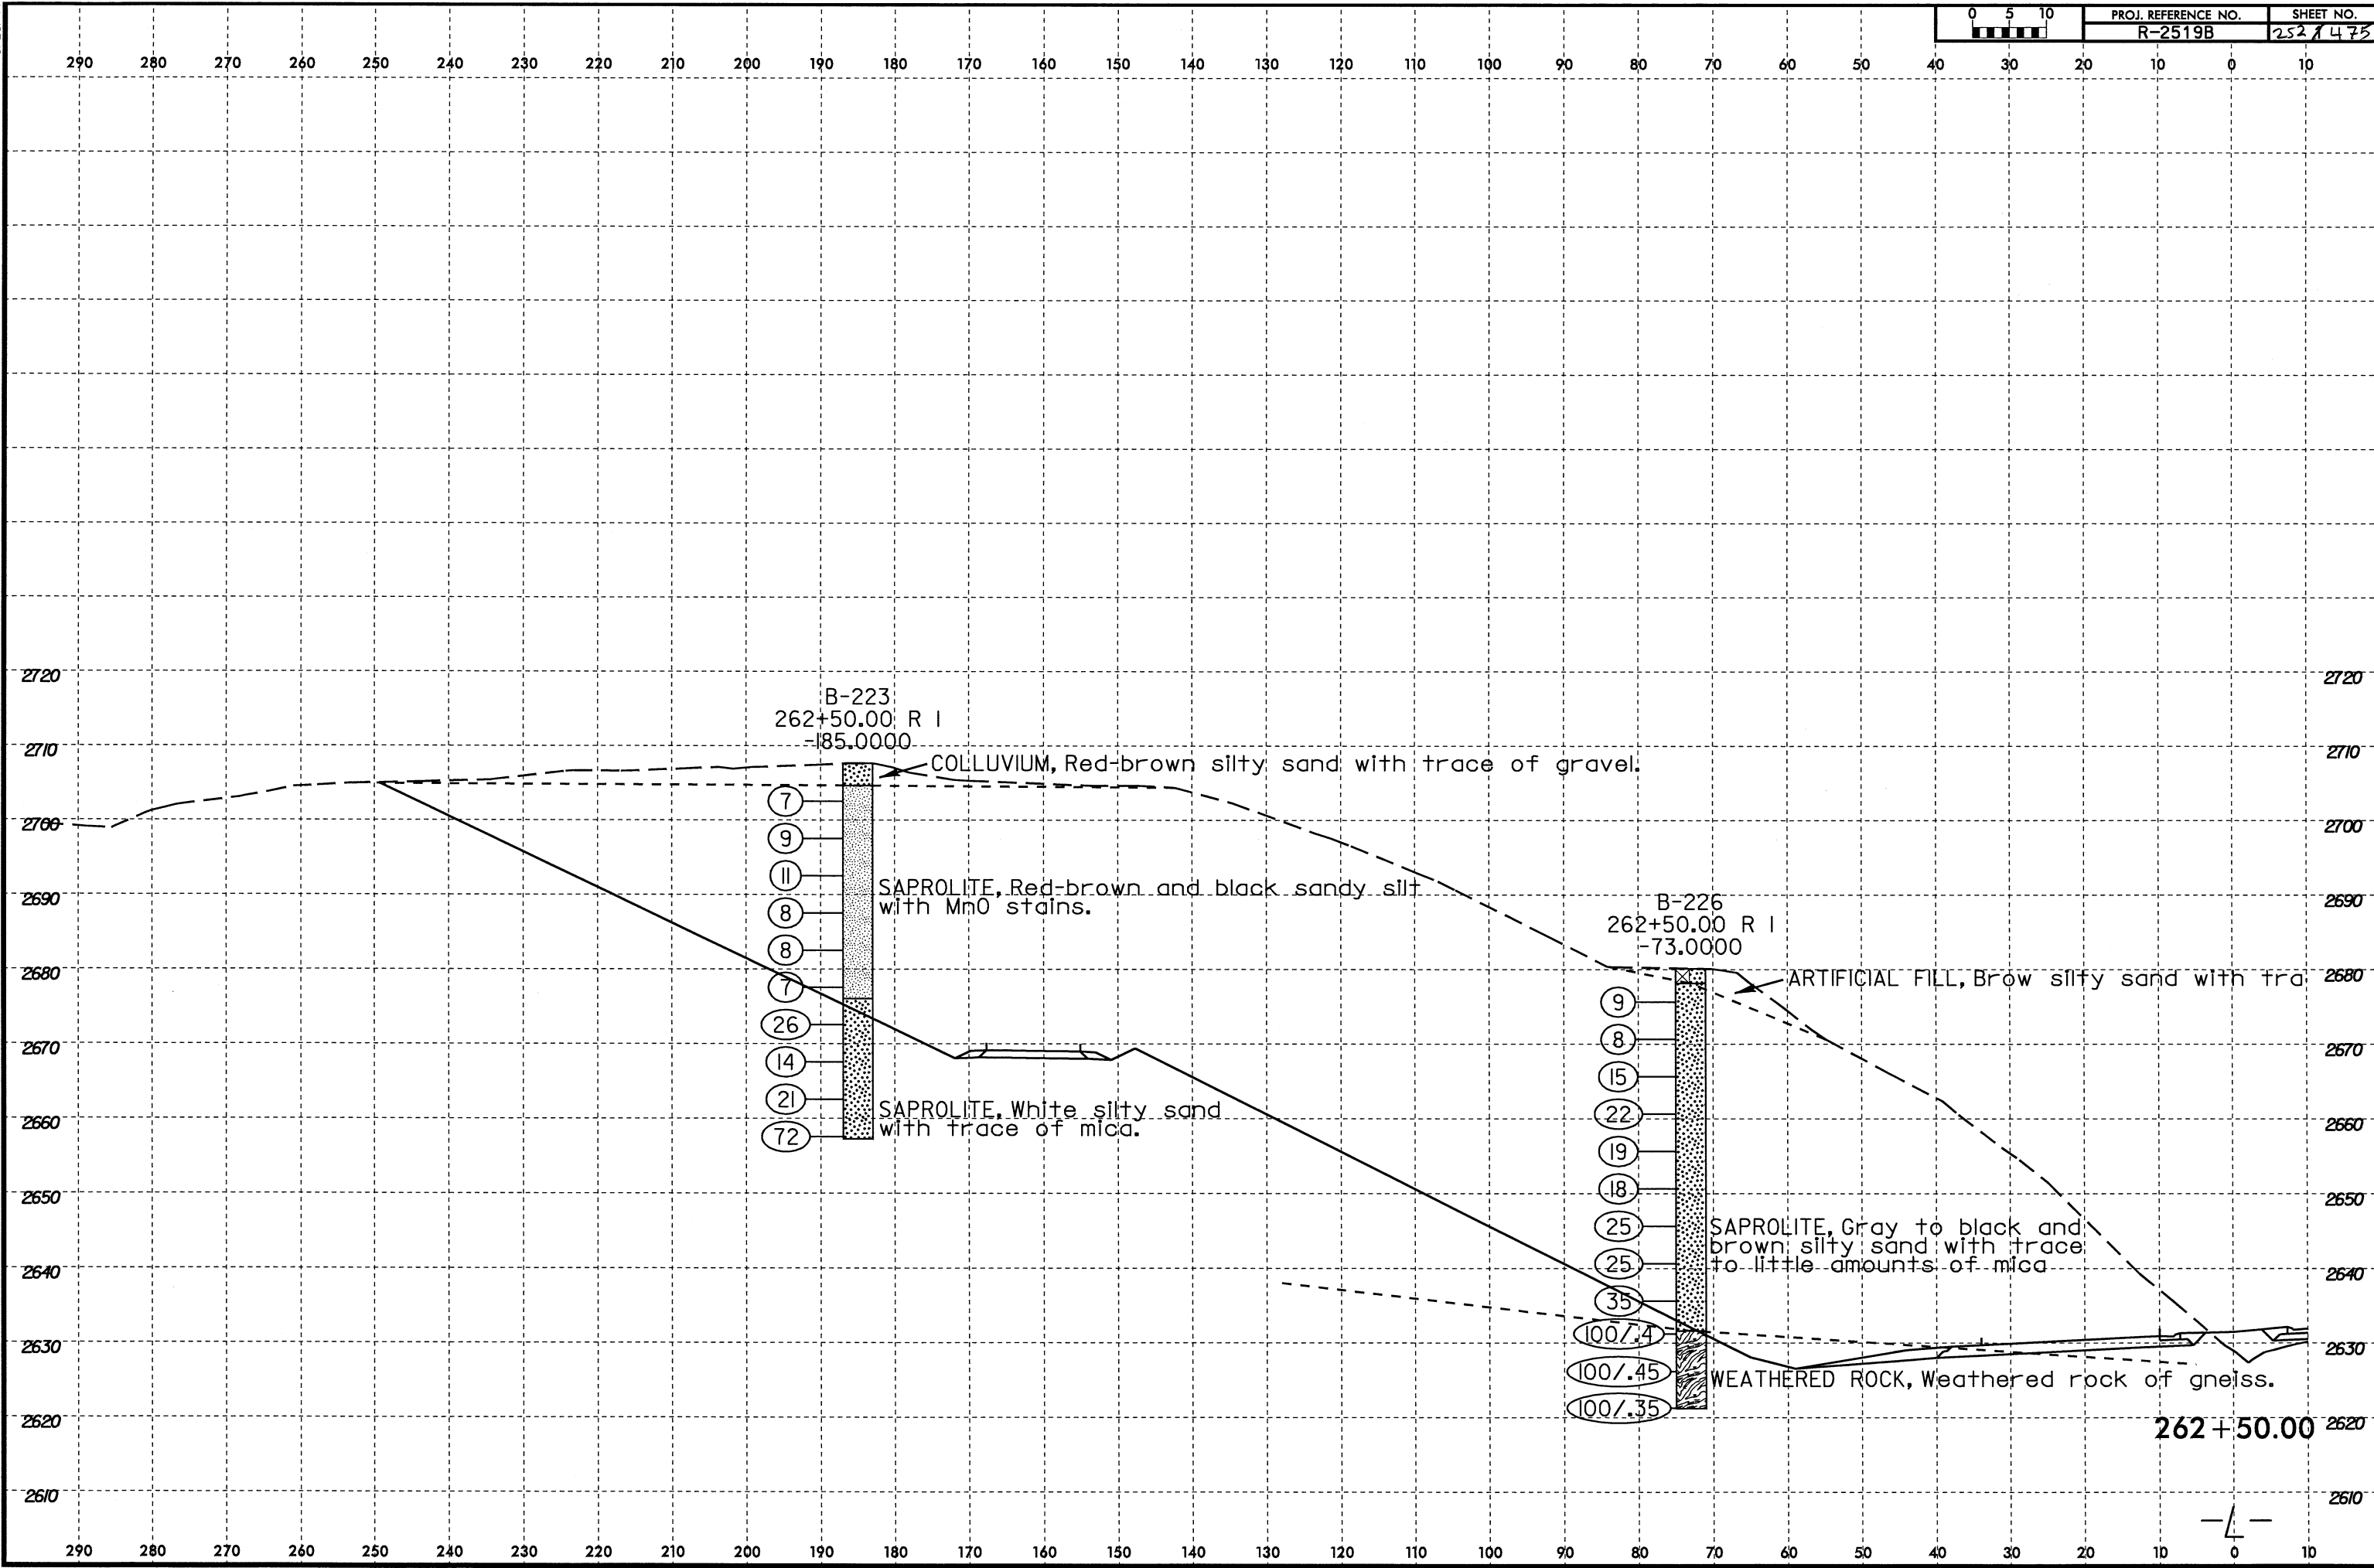 0 5 10
PROJ. REFERENCE NO.
SHEET NO.
R-2519B
290 280 270 260 250 240 230 220 210 200 190 180 170 160 150 140 130 120 110 100 90 80 70 60 50 40 30 20 10 0 10
2720 2720
B-223
262+50.00 R 1
-185.0000
2710 2710
COLLUVIUM, Red-brown silty sand with trace of gravel.
7
2700 2700
9
11
SAPROLITE, Red-brown and black sandy silt
with MnO stains.
2690 2690
8
8
B-226
262+50.00 R 1
-73.0000
2680 2680
ARTIFICIAL FILL, Brow silty sand with tra
7
26
14
21
72
2670 2670
SAPROLITE, White silty sand
with trace of mica.
2660 2660
9
8
15
22
19
18
25
25
35
100/.4
100/.45
100/.35
2650 2650
SAPROLITE, Gray to black and
brown silty sand with trace
to little amounts of mica
2640 2640
2630 2630
WEATHERED ROCK, Weathered rock of gneiss.
2620 2620
262+50.00
2610 2610
-L-
290 280 270 260 250 240 230 220 210 200 190 180 170 160 150 140 130 120 110 100 90 80 70 60 50 40 30 20 10 0 10